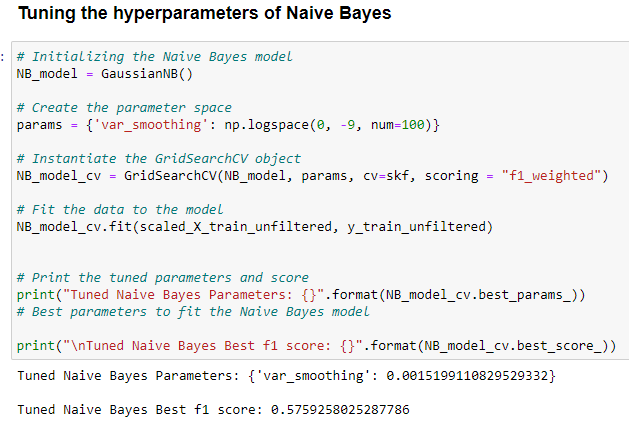 Tuning the hyperparameters of Naive Bayes
:
# Initializing the Naive Bayes model
NB_model = GaussianNB()
# Create the parameter space
params = {'var_smoothing': np.logspace(0, -9, num=100)}
# Instantiate the GridSearchCV object
NB_model_cv = GridSearchCV(NB_model, params, cv=skf, scoring = "f1_weighted")
# Fit the data to the model
NB_model_cv.fit(scaled_X_train_unfiltered, y_train_unfiltered)
# Print the tuned parameters and score
print("Tuned Naive Bayes Parameters: {}".format(NB_model_cv.best_params_))
# Best parameters to fit the Naive Bayes model
print("\nTuned Naive Bayes Best f1 score: {}".format(NB_model_cv.best_score_))
Tuned Naive Bayes Parameters: {'var_smoothing': 0.0015199110829529332}
Tuned Naive Bayes Best f1 score: 0.5759258025287786